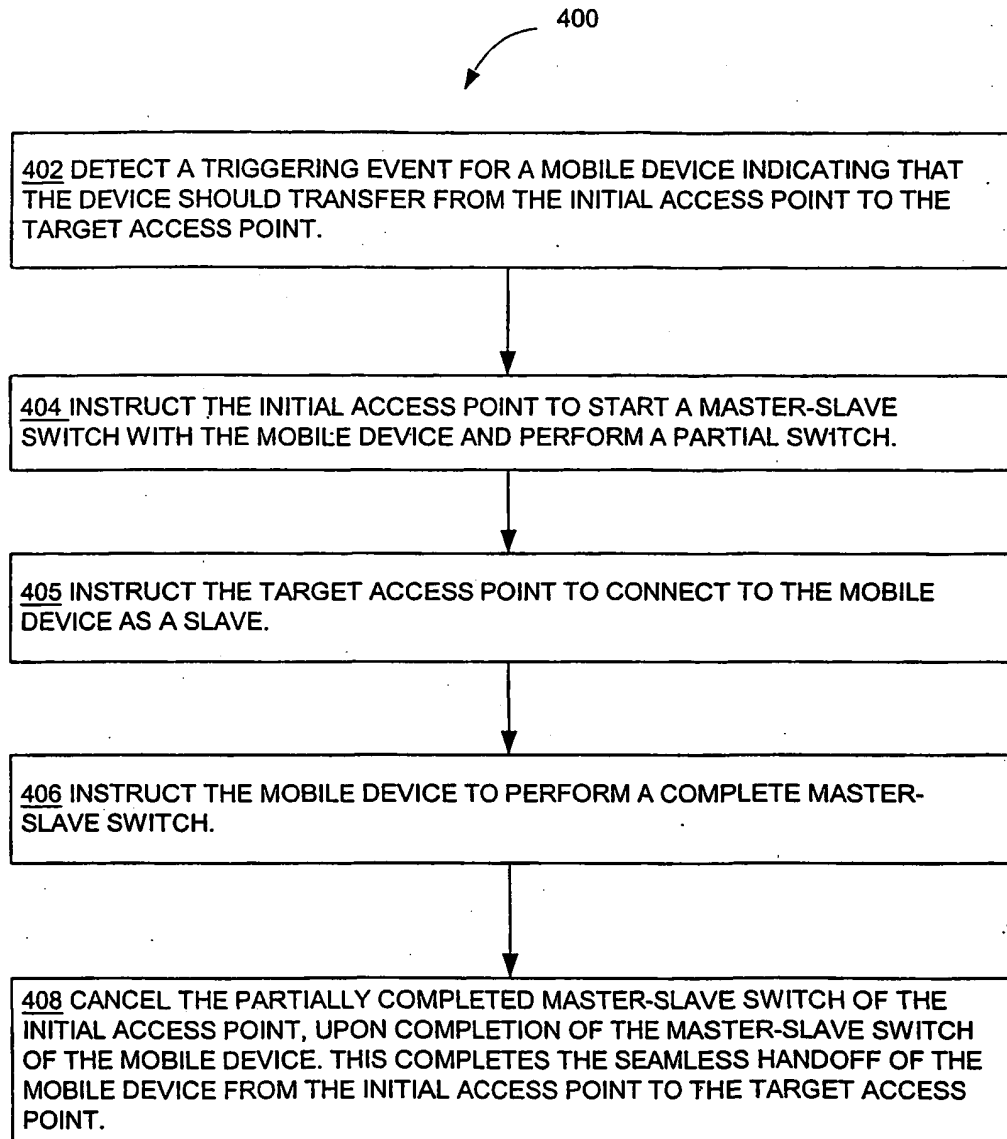 400
402 DETECT A TRIGGERING EVENT FOR A MOBILE DEVICE INDICATING THAT
THE DEVICE SHOULD TRANSFER FROM THE INITIAL ACCESS POINT TO THE
TARGET ACCESS POINT.
404 INSTRUCT THE INITIAL ACCESS POINT TO START A MASTER-SLAVE
SWITCH WITH THE MOBILE DEVICE AND PERFORM A PARTIAL SWITCH.
405 INSTRUCT THE TARGET ACCESS POINT TO CONNECT TO THE MOBILE
DEVICE AS A SLAVE.
406 INSTRUCT THE MOBILE DEVICE TO PERFORM A COMPLETE MASTER-
SLAVE SWITCH.
408 CANCEL THE PARTIALLY COMPLETED MASTER-SLAVE SWITCH OF THE
INITIAL ACCESS POINT, UPON COMPLETION OF THE MASTER-SLAVE SWITCH
OF THE MOBILE DEVICE. THIS COMPLETES THE SEAMLESS HANDOFF OF THE
MOBILE DEVICE FROM THE INITIAL ACCESS POINT TO THE TARGET ACCESS
POINT.